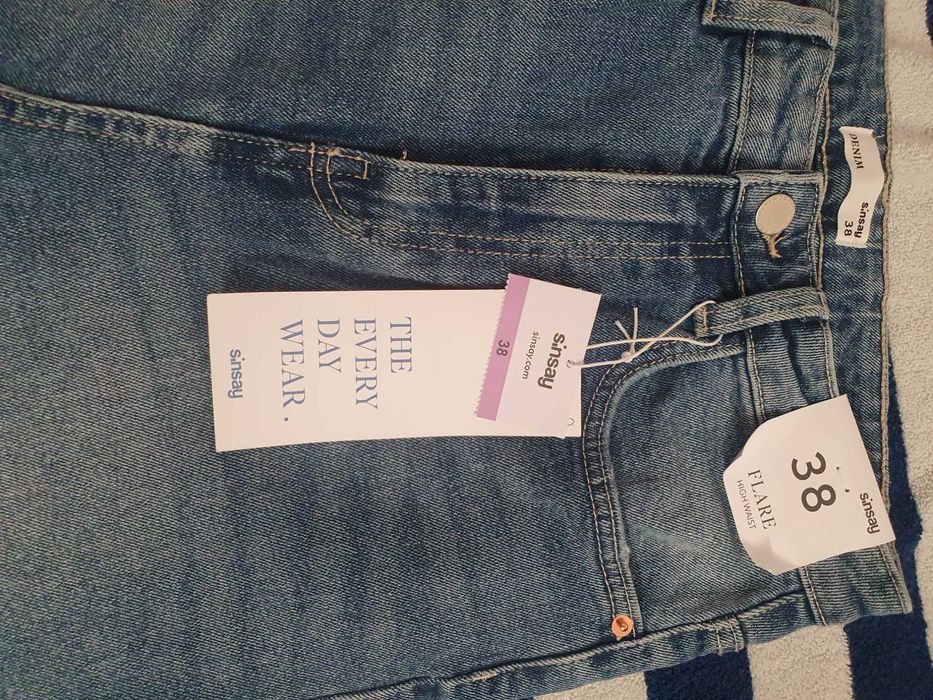 DENIM
sinsay
38
sinsay
38
FLARE
HIGH WAIST
sinsay
sinsay.com
38
THE
EVERY
DAY
WEAR.
sinsay